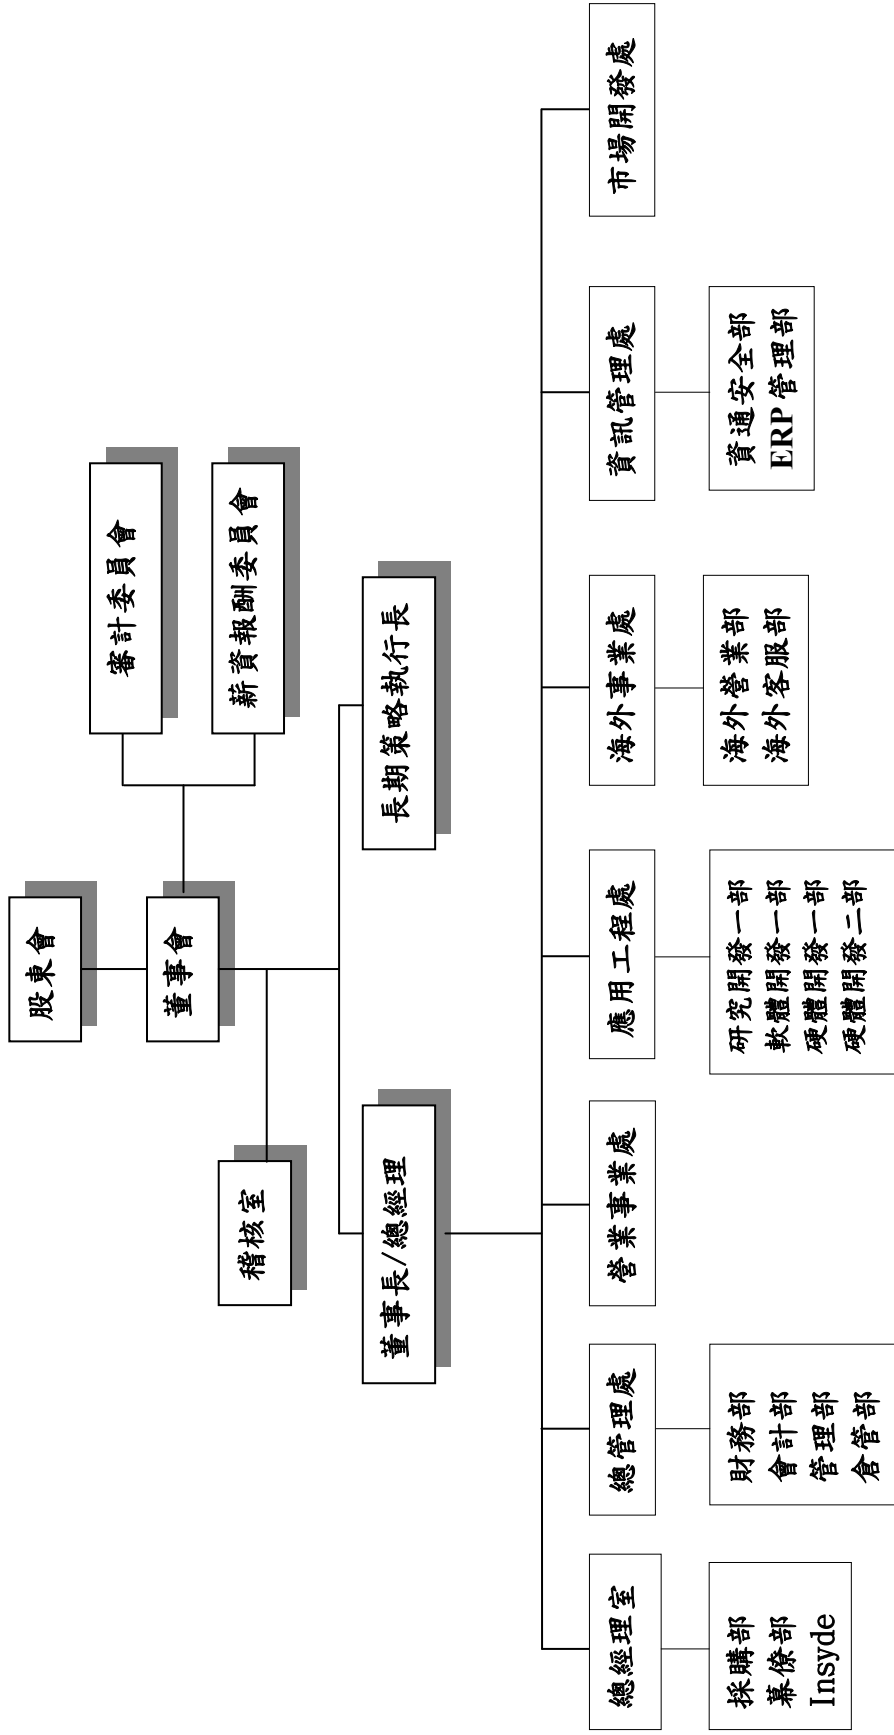 股東會
董事會
審計委員會
薪資報酬委員會
稽核室
董事長/總經理
長期策略執行長
總經理室
總管理處
營業事業處
應用工程處
海外事業處
資訊管理處
市場開發處
採購部
幕僚部
Insyde
財務部
會計部
管理部
倉管部
研究開發一部
軟體開發一部
硬體開發一部
硬體開發二部
海外營業部
海外客服部
資通安全部
ERP 管理部